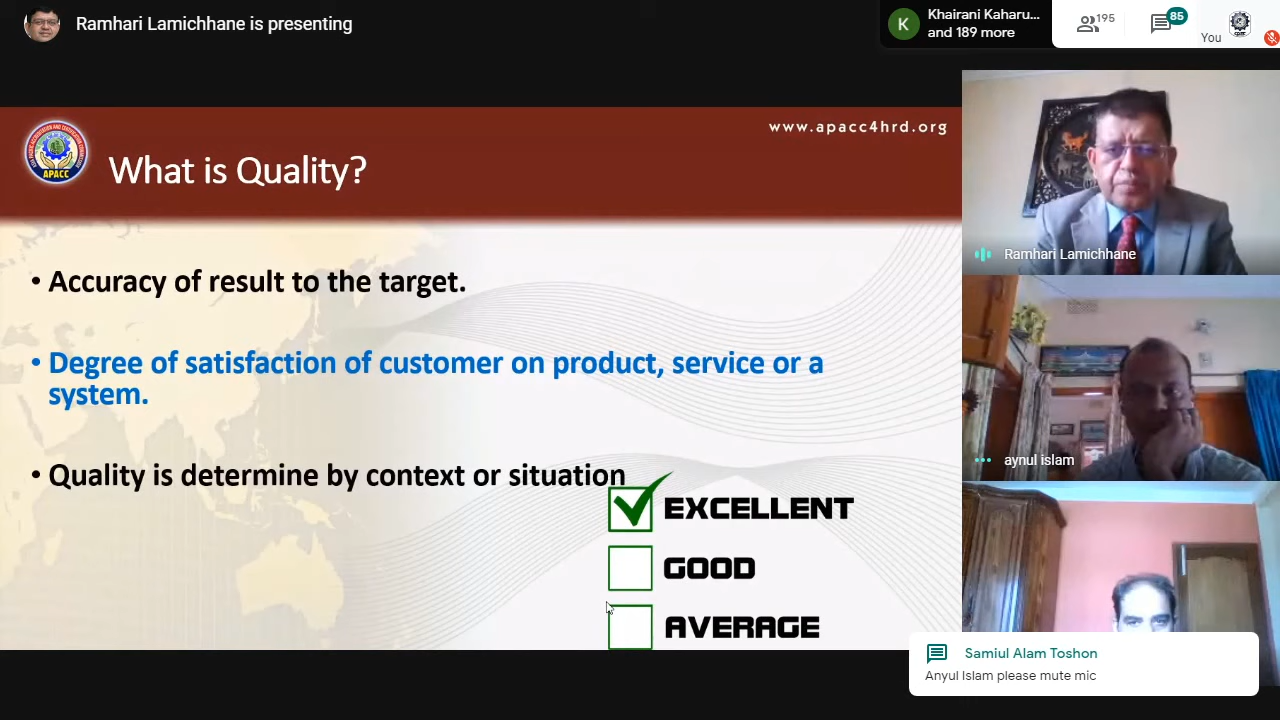 Ramhari Lamichhane is presenting
K
Khairani Kaharu...
and 189 more
195
85
You
www.apacc4hrd.org
APACC
What is Quality?
• Accuracy of result to the target.
• Degree of satisfaction of customer on product, service or a
system.
• Quality is determine by context or situation
EXCELLENT
GOOD
AVERAGE
Ramhari Lamichhane
aynul islam
Samiul Alam Toshon
Anyul Islam please mute mic